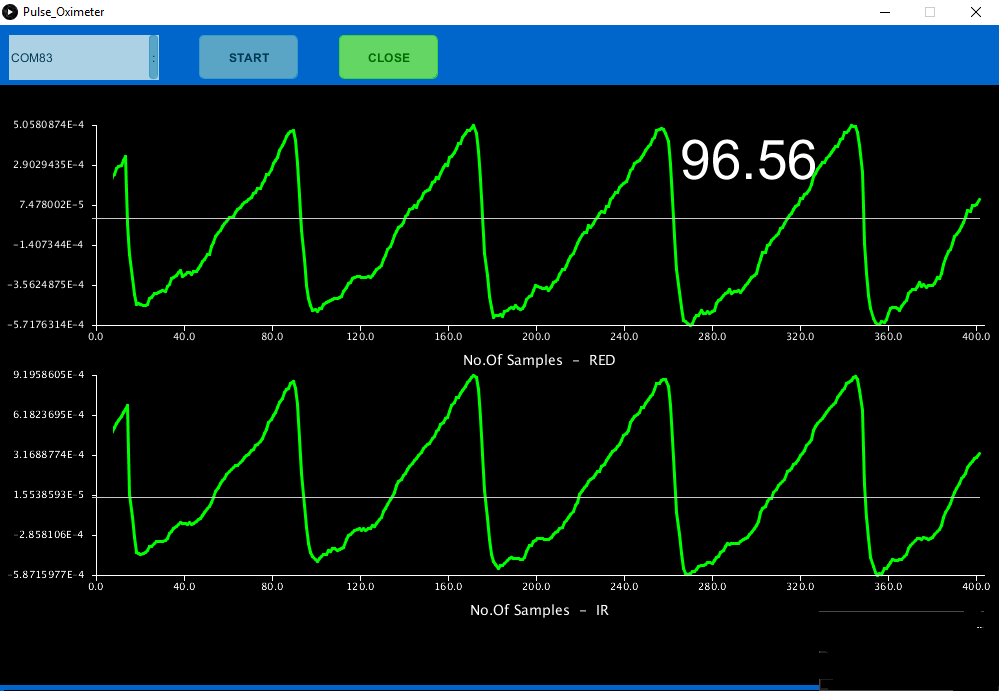 Pulse_Oximeter
COM83 : START CLOSE
96.56
5.0580874E-4
2.9029435E-4
7.478002E-5
-1.407344E-4
-3.5624875E-4
-5.7176314E-4
0.0 40.0 80.0 120.0 160.0 200.0 240.0 280.0 320.0 360.0 400.0
No.Of Samples - RED
9.1958605E-4
6.1823695E-4
3.1688774E-4
1.5538593E-5
-2.858106E-4
-5.8715977E-4
0.0 40.0 80.0 120.0 160.0 200.0 240.0 280.0 320.0 360.0 400.0
No.Of Samples - IR